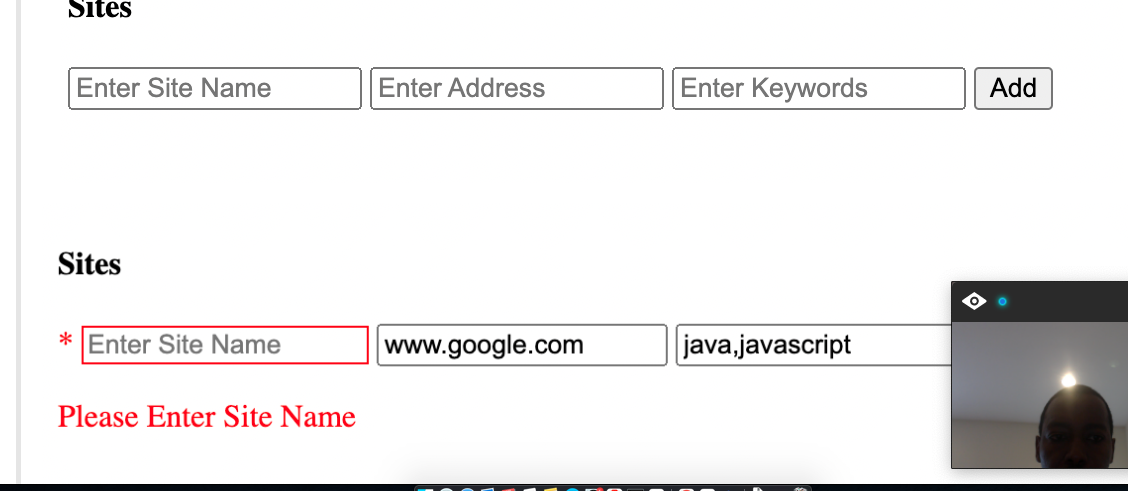 Sites
Enter Site Name Enter Address Enter Keywords Add
Sites
* Enter Site Name www.google.com java,javascript
Please Enter Site Name